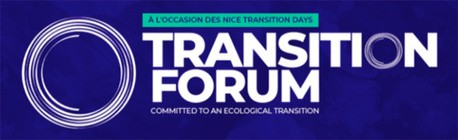 À L'OCCASION DES NICE TRANSITION DAYS
TRANSITION
FORUM
COMMITTED TO AN ECOLOGICAL TRANSITION